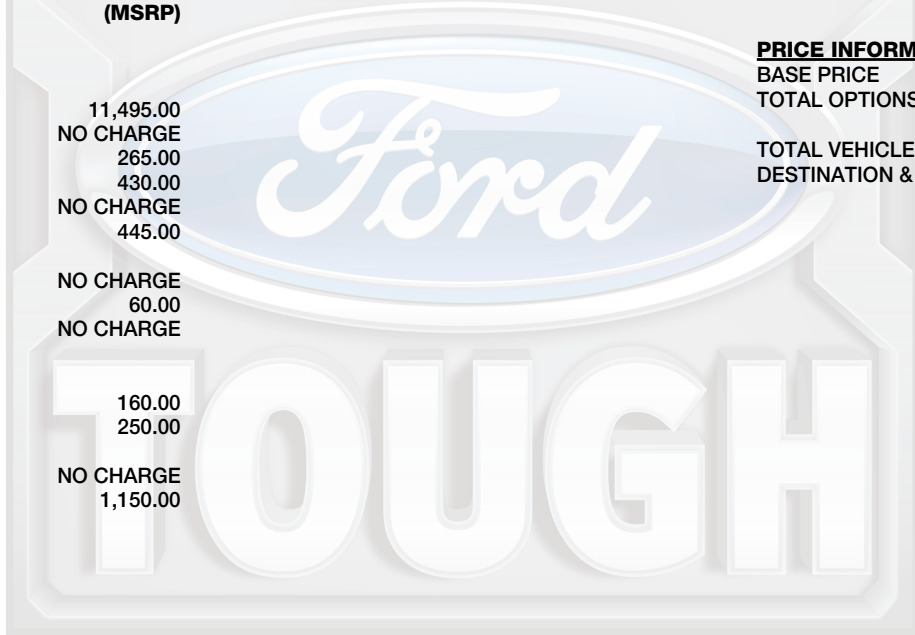 (MSRP)
11,495.00
NO CHARGE
265.00
430.00
NO CHARGE
445.00
NO CHARGE
60.00
NO CHARGE
160.00
250.00
NO CHARGE
1,150.00
PRICE INFORM
BASE PRICE
TOTAL OPTIONS
TOTAL VEHICLE
DESTINATION &
Ford
TOUGH